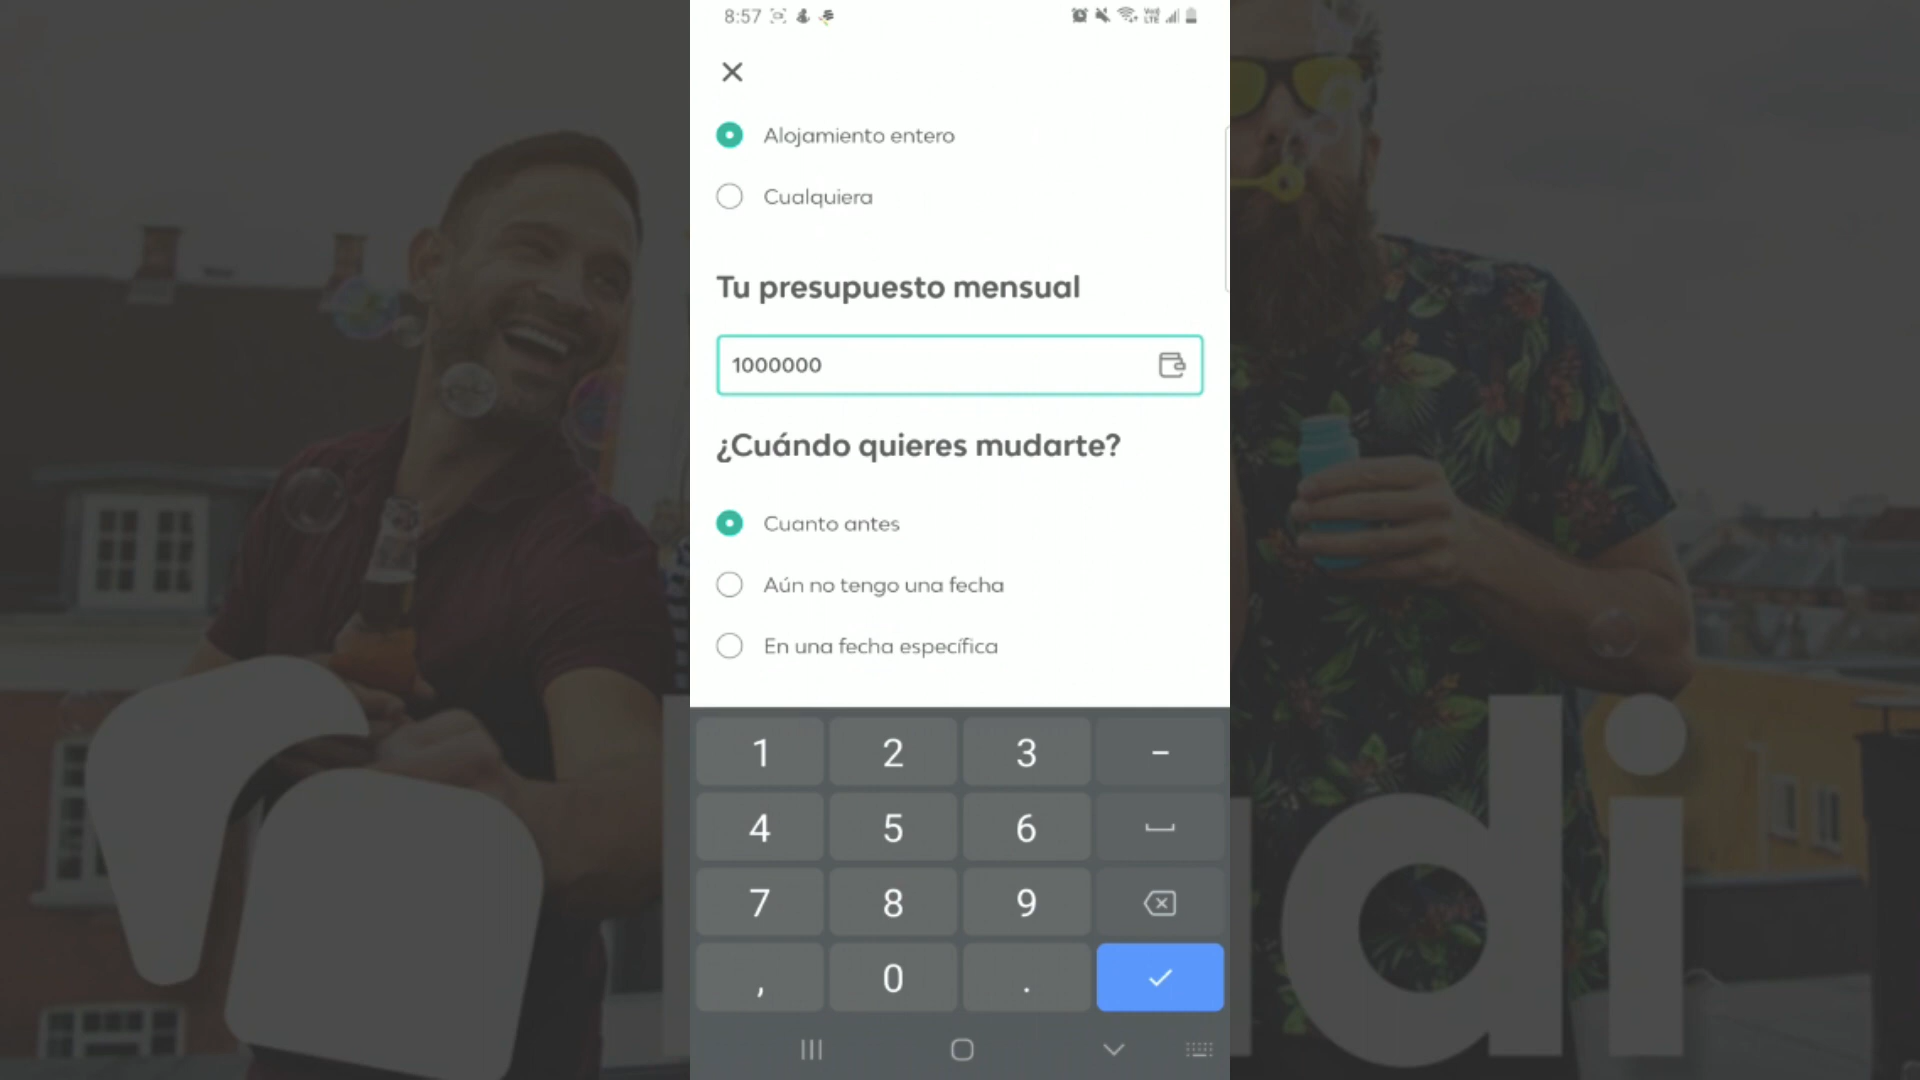 8:57
Alojamiento entero
Cualquiera
Tu presupuesto mensual
1000000
¿Cuándo quieres mudarte?
Cuanto antes
Aún no tengo una fecha
En una fecha específica
1 2 3 -
4 5 6
7 8 9
, 0 .
di